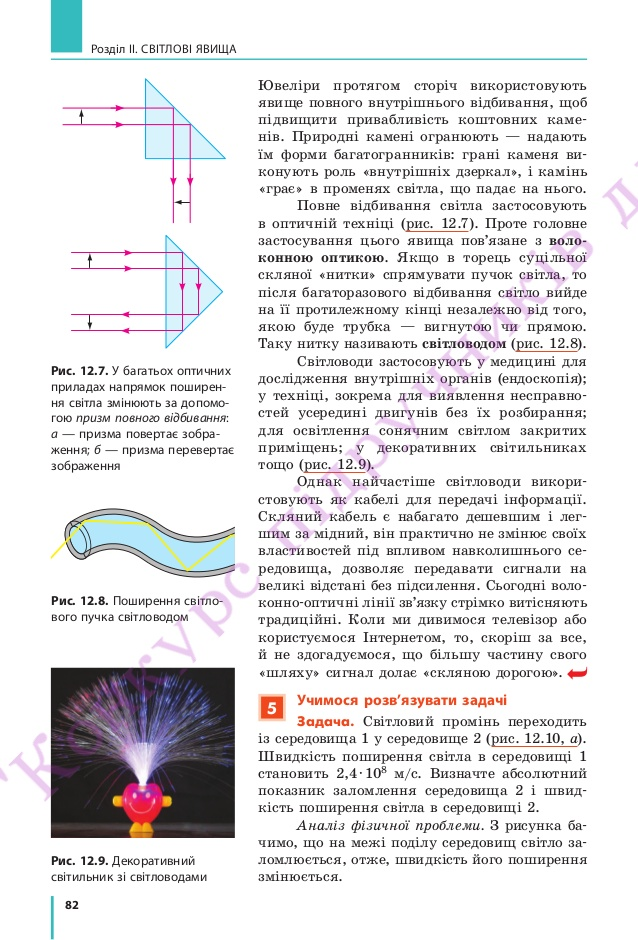 Розділ ІІ. СВІТЛОВІ ЯВИЩА
Рис. 12.7. У багатьох оптичних
приладах напрямок поширен-
ня світла змінюють за допомо-
гою призм повного відбивання:
а — призма повертає зобра-
ження; б — призма перевертає
зображення
Рис. 12.8. Поширення світло-
вого пучка світловодом
Рис. 12.9. Декоративний
світильник зі світловодами
Ювеліри протягом сторіч використовують
явище повного внутрішнього відбивання, щоб
підвищити привабливість коштовних каме-
нів. Природні камені огранюють — надають
їм форми багатогранників: грані каменя ви-
конують роль «внутрішніх дзеркал», і камінь
«грає» в променях світла, що падає на нього.
Повне відбивання світла застосовують
в оптичній техніці (рис. 12.7). Проте головне
застосування цього явища пов’язане з воло-
конною оптикою. Якщо в торець суцільної
скляної «нитки» спрямувати пучок світла, то
після багаторазового відбивання світло вийде
на її протилежному кінці незалежно від того,
якою буде трубка — вигнутою чи прямою.
Таку нитку називають світловодом (рис. 12.8).
Світловоди застосовують у медицині для
дослідження внутрішніх органів (ендоскопія);
у техніці, зокрема для виявлення несправно-
стей усередині двигунів без їх розбирання;
для освітлення сонячним світлом закритих
приміщень; у декоративних світильниках
тощо (рис. 12.9).
Однак найчастіше світловоди викори-
стовують як кабелі для передачі інформації.
Скляний кабель є набагато дешевшим і лег-
шим за мідний, він практично не змінює своїх
властивостей під впливом навколишнього се-
редовища, дозволяє передавати сигнали на
великі відстані без підсилення. Сьогодні воло-
конно-оптичні лінії зв’язку стрімко витісняють
традиційні. Коли ми дивимося телевізор або
користуємося Інтернетом, то, скоріш за все,
й не здогадуємося, що більшу частину свого
«шляху» сигнал долає «скляною дорогою».
5 Учимося розв’язувати задачі
Задача. Світловий промінь переходить
із середовища 1 у середовище 2 (рис. 12.10, а).
Швидкість поширення світла в середовищі 1
становить 2,4·10⁸ м/с. Визначте абсолютний
показник заломлення середовища 2 і швид-
кість поширення світла в середовищі 2.
Аналіз фізичної проблеми. З рисунка ба-
чимо, що на межі поділу середовищ світло за-
ломлюється, отже, швидкість його поширення
змінюється.
82